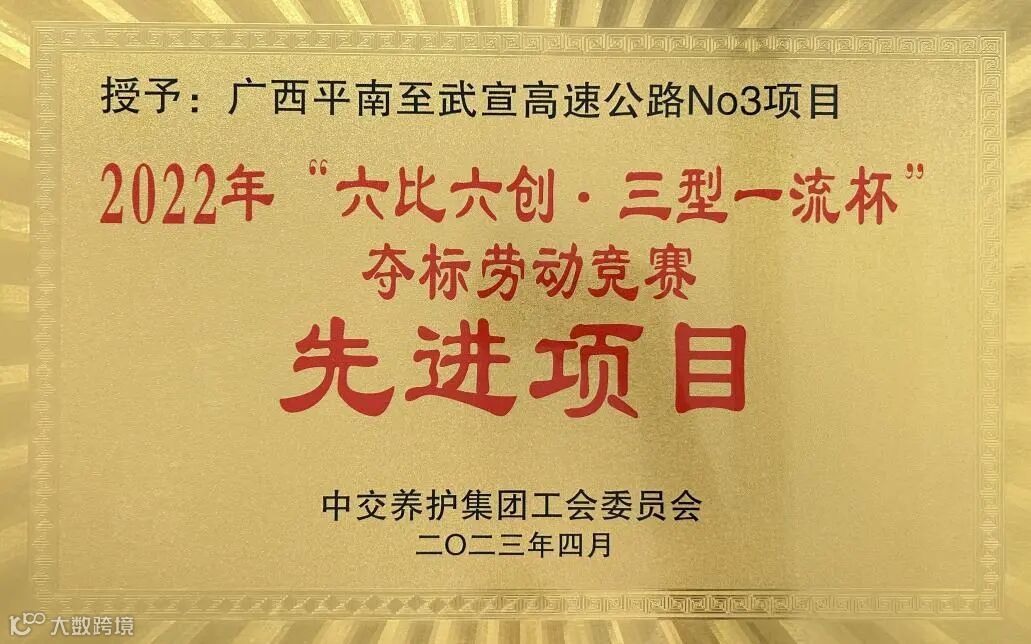 授予：广西平南至武宣高速公路No3项目
2022年“六比六创·三型一流杯”
夺标劳动竞赛
先进项目
中交养护集团工会委员会
二〇二三年四月
大数跨境